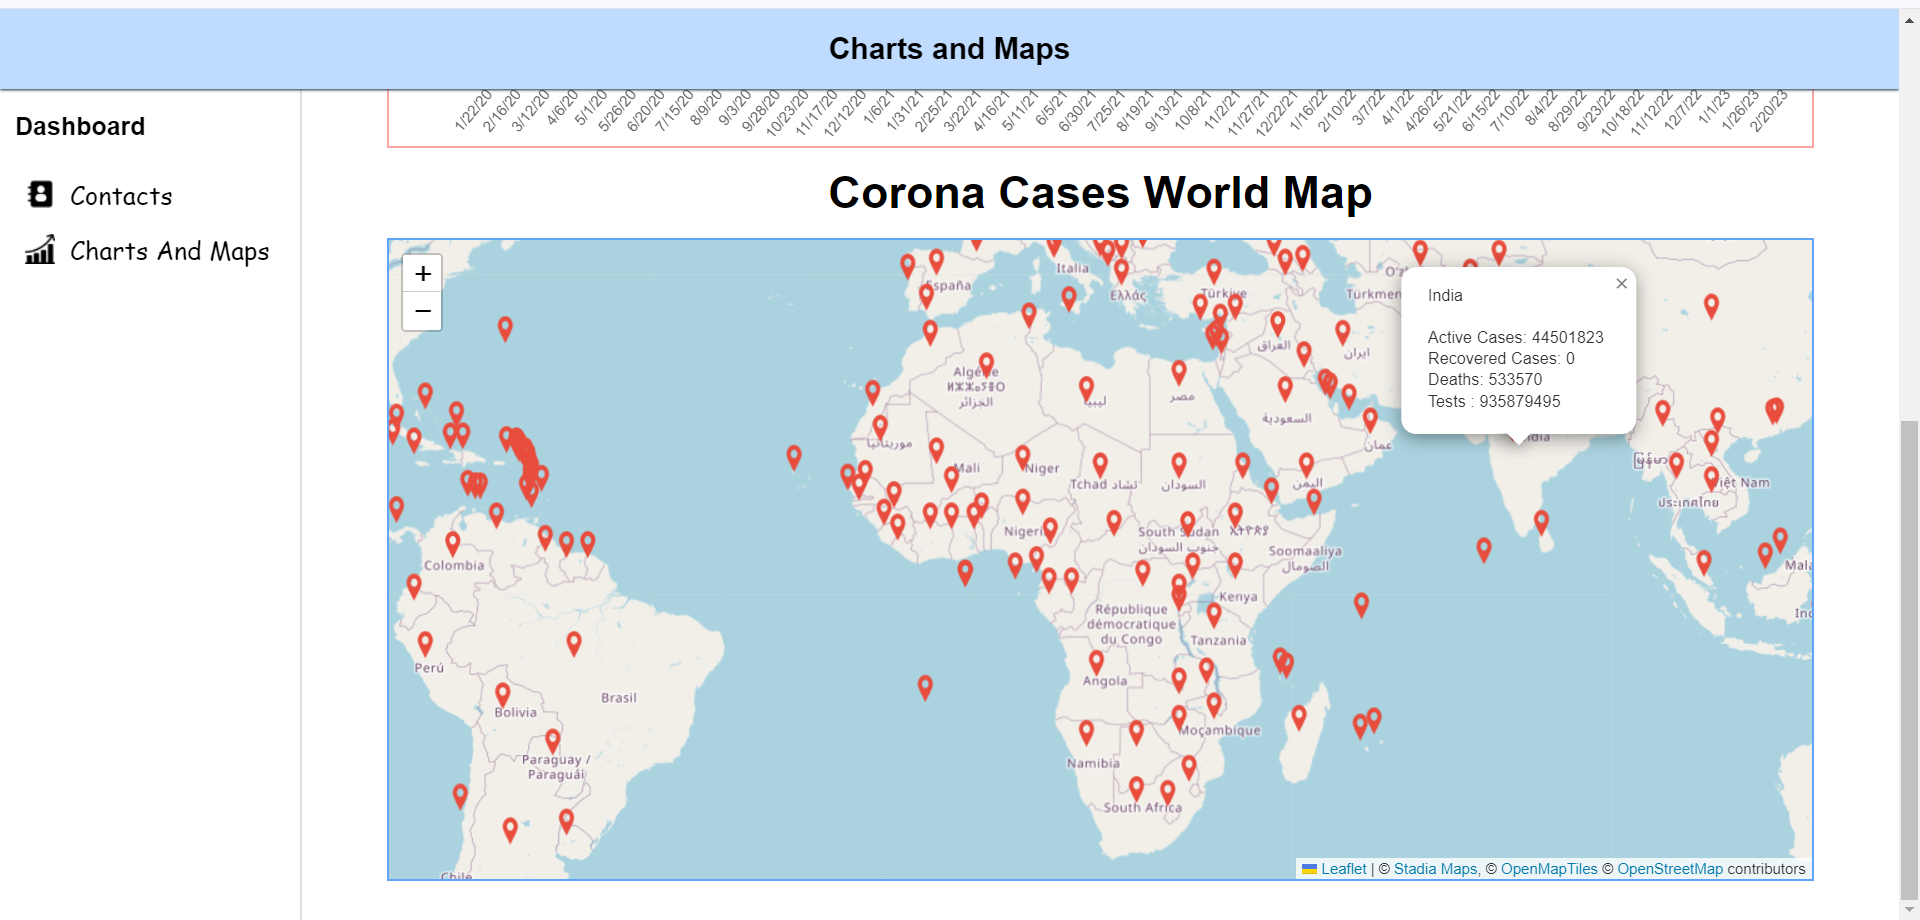 Charts and Maps
Dashboard
Contacts
Charts And Maps
1/22/20
2/16/20
3/12/20
4/6/20
5/1/20
5/26/20
6/20/20
7/15/20
8/9/20
9/3/20
9/28/20
10/23/20
11/17/20
12/12/20
1/6/21
1/31/21
2/25/21
3/22/21
4/16/21
5/11/21
6/5/21
6/30/21
7/25/21
8/19/21
9/13/21
10/8/21
11/2/21
11/27/21
12/22/21
1/16/22
2/10/22
3/7/22
4/1/22
4/26/22
5/21/22
6/15/22
7/10/22
8/4/22
8/29/22
9/23/22
10/18/22
11/12/22
12/7/22
1/1/23
1/26/23
2/20/23
Corona Cases World Map
+
−
×
India
Active Cases: 44501823
Recovered Cases: 0
Deaths: 533570
Tests : 935879495
Italia
España
Ελλάς
Türkiye
Türkmen
العراق
ایران
Algérie
ⵍⵣⵣⴰⵢⴻⵔ
الجزائر
ليبيا
مصر
السعودية
عمان
موريتانيا
Mali
Niger
Tchad تشاد
السودان
اليمن
Nigeria
South Sudan
جنوب السودان
Soomaaliya
الصومال
Kenya
République
démocratique
du Congo
Tanzania
Angola
Moçambique
Namibia
South Africa
Colombia
Perú
Brasil
Bolivia
Paraguay /
Paraguái
Chile
Việt Nam
ประเทศไทย
Leaflet | © Stadia Maps, © OpenMapTiles © OpenStreetMap contributors